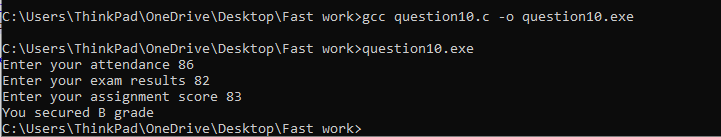 C:\Users\ThinkPad\OneDrive\Desktop\Fast work>gcc question10.c -o question10.exe
C:\Users\ThinkPad\OneDrive\Desktop\Fast work>question10.exe
Enter your attendance 86
Enter your exam results 82
Enter your assignment score 83
You secured B grade
C:\Users\ThinkPad\OneDrive\Desktop\Fast work>